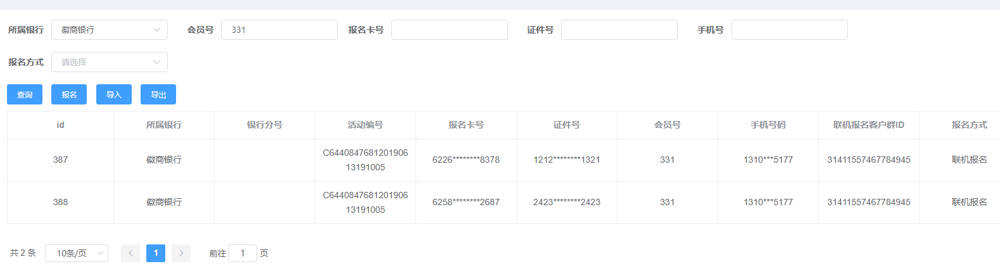 所属银行 徽商银行 会员号 331 报名卡号 证件号 手机号
报名方式 请选择
查询 报名 导入 导出
id 所属银行 银行分号 活动编号 报名卡号 证件号 会员号 手机号码 联机报名客户群ID 报名方式
387 徽商银行 C6440847681201906 6226********8378 1212********1321 331 1310***5177 31411557467784945 联机报名
13191005
388 徽商银行 C6440847681201906 6258********2687 2423********2423 331 1310***5177 31411557467784945 联机报名
13191005
共 2 条 10条/页 1 前往 1 页